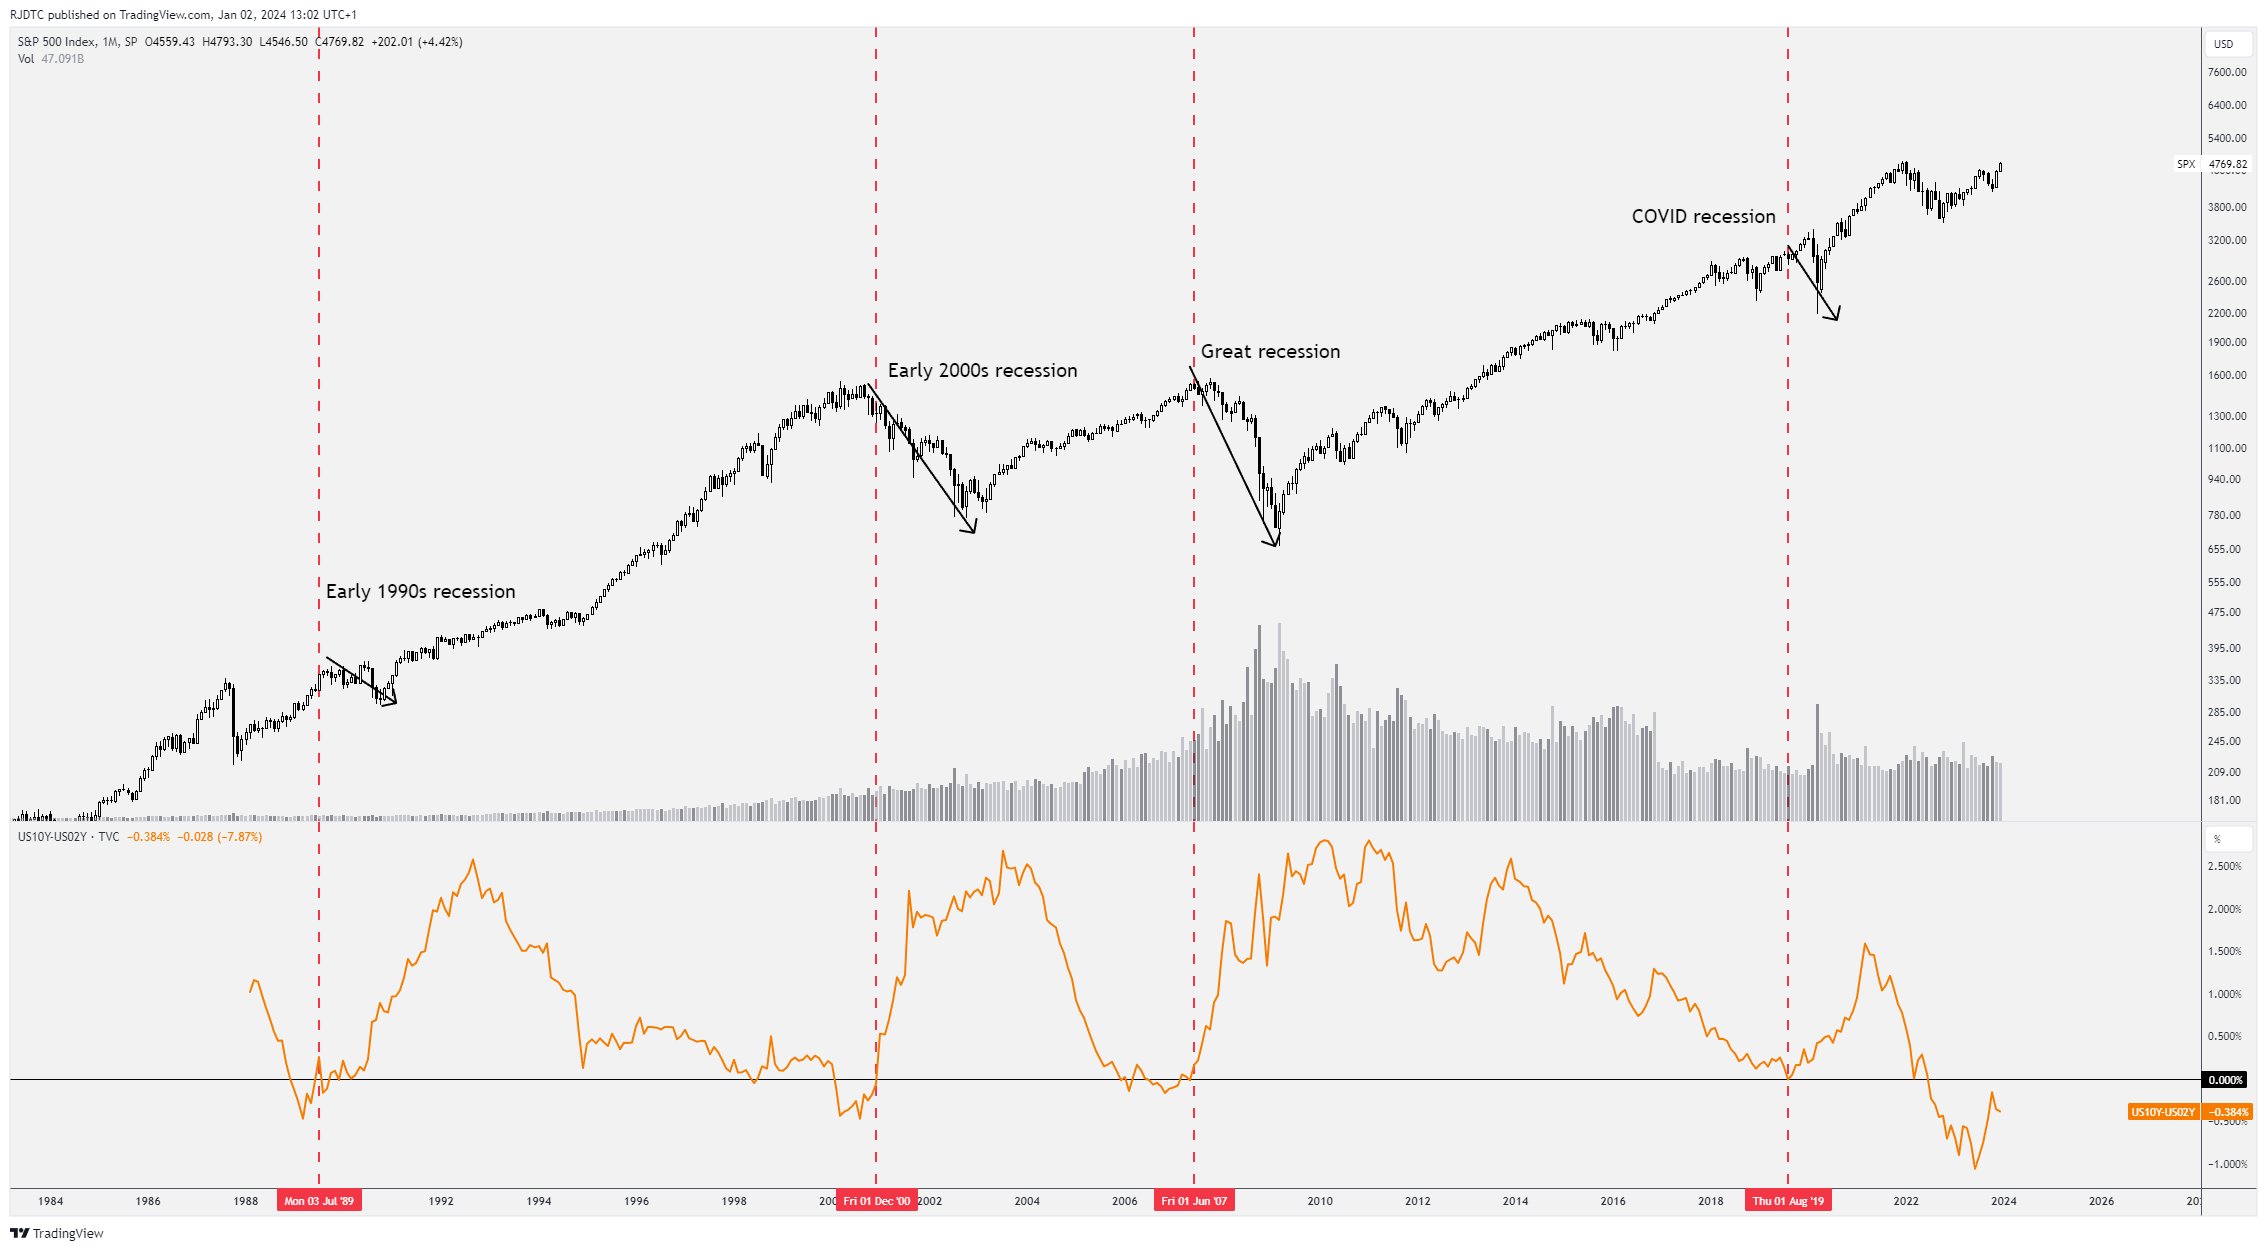 RJDTC published on TradingView.com, Jan 02, 2024 13:02 UTC+1
S&P 500 Index, 1M, SP O4559.43 H4793.30 L4546.50 C4769.82 +202.01 (+4.42%)
Vol 47.091B
USD
7600.00
6400.00
5400.00
SPX 4769.82
3800.00
3200.00
2600.00
2200.00
1900.00
1600.00
1300.00
1100.00
940.00
780.00
655.00
555.00
475.00
395.00
335.00
285.00
245.00
209.00
181.00
COVID recession
Great recession
Early 2000s recession
Early 1990s recession
US10Y-US02Y · TVC −0.384% −0.028 (−7.87%)
%
2.500%
2.000%
1.500%
1.000%
0.500%
0.000%
US10Y-US02Y −0.384%
−0.500%
−1.000%
1984 1986 1988 Mon 03 Jul '89 1992 1994 1996 1998 Fri 01 Dec '00 2002 2004 2006 Fri 01 Jun '07 2010 2012 2014 2016 2018 Thu 01 Aug '19 2022 2024 2026
TradingView